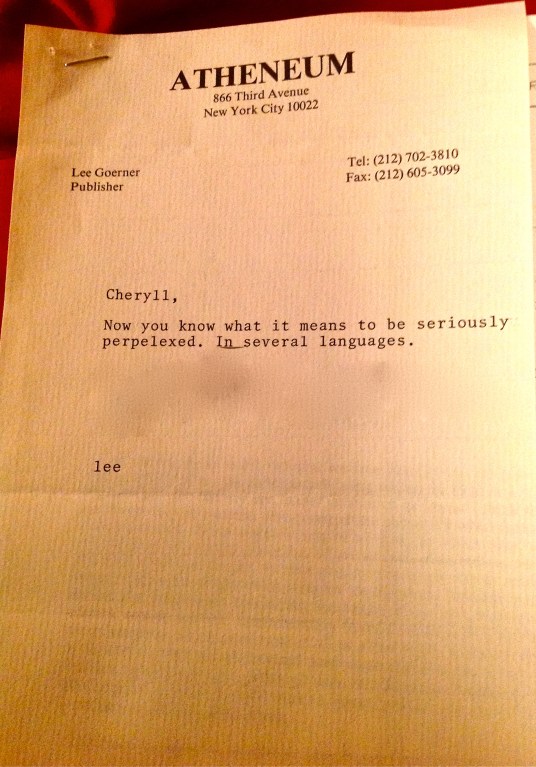 ATHENEUM
866 Third Avenue
New York City 10022
Lee Goerner
Publisher
Tel: (212) 702-3810
Fax: (212) 605-3099
Cheryll,
Now you know what it means to be seriously
perpelexed. In several languages.
lee